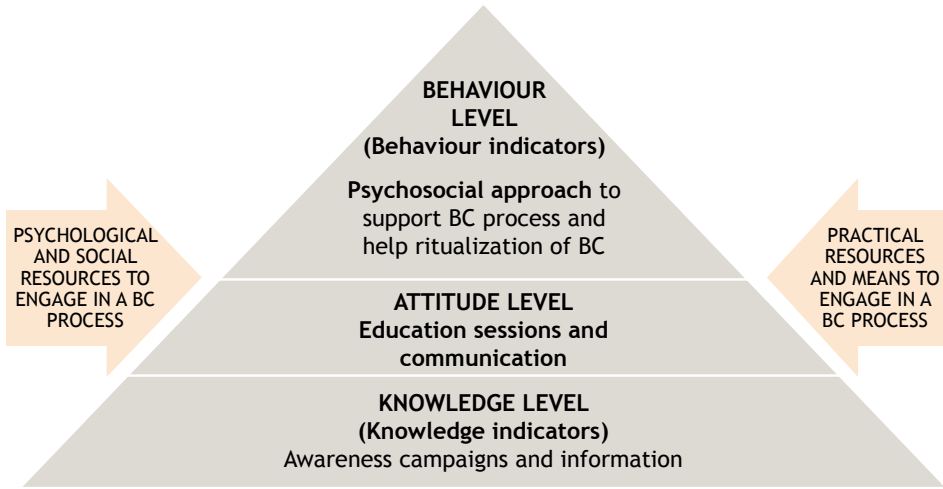 BEHAVIOUR
LEVEL
(Behaviour indicators)
Psychosocial approach to
support BC process and
help ritualization of BC
PSYCHOLOGICAL
AND SOCIAL
RESOURCES TO
ENGAGE IN A BC
PROCESS
PRACTICAL
RESOURCES
AND MEANS TO
ENGAGE IN A
BC PROCESS
ATTITUDE LEVEL
Education sessions and
communication
KNOWLEDGE LEVEL
(Knowledge indicators)
Awareness campaigns and information